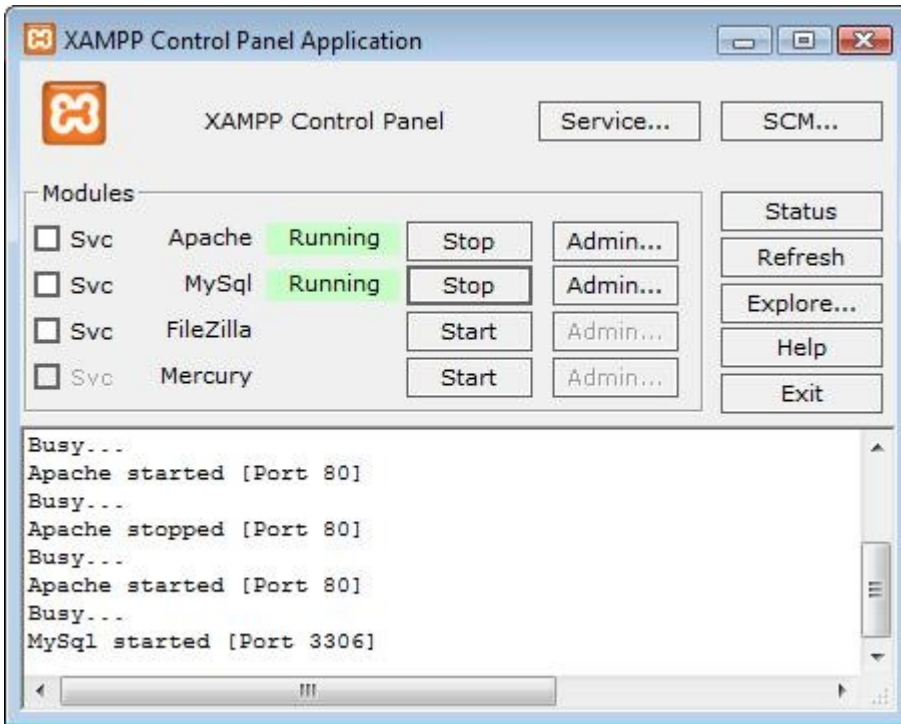 XAMPP Control Panel Application
XAMPP Control Panel Service... SCM...
Modules
Svc Apache Running Stop Admin...
Svc MySql Running Stop Admin...
Svc FileZilla Start Admin...
Svc Mercury Start Admin...
Status
Refresh
Explore...
Help
Exit
Busy...
Apache started [Port 80]
Busy...
Apache stopped [Port 80]
Busy...
Apache started [Port 80]
Busy...
MySql started [Port 3306]